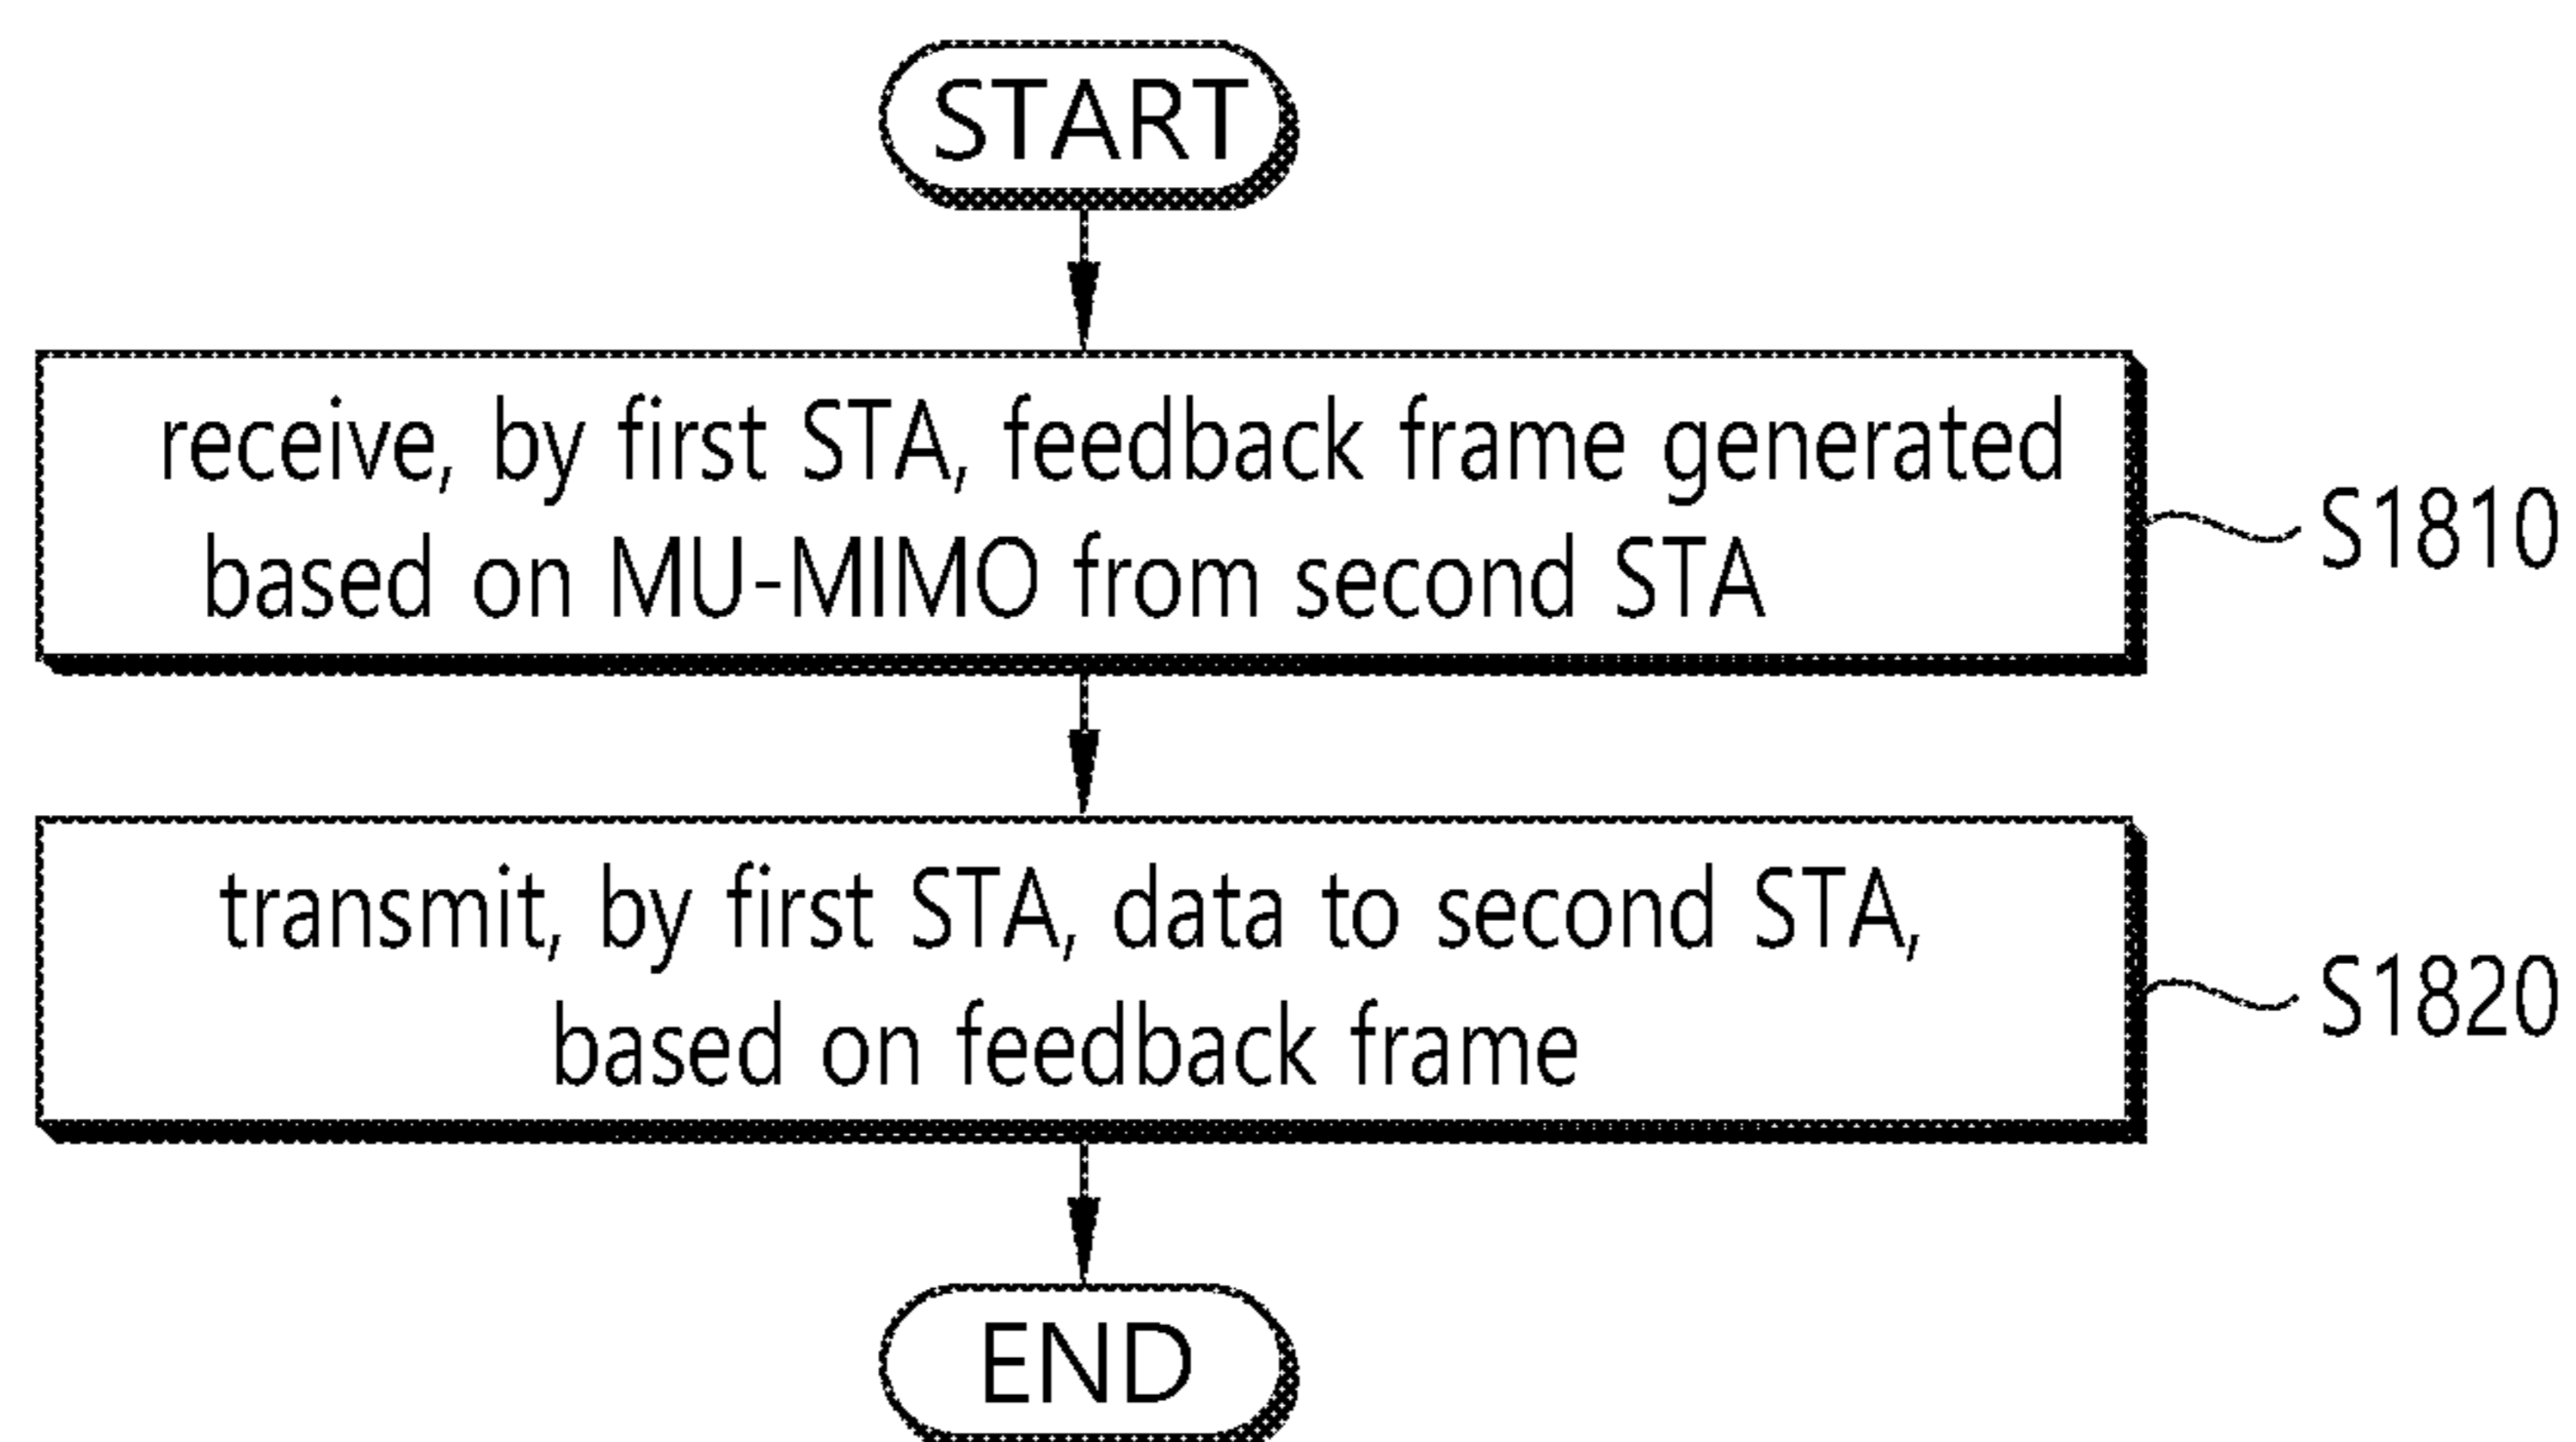 START
receive, by first STA, feedback frame generated
based on MU-MIMO from second STA
S1810
transmit, by first STA, data to second STA,
based on feedback frame
S1820
END